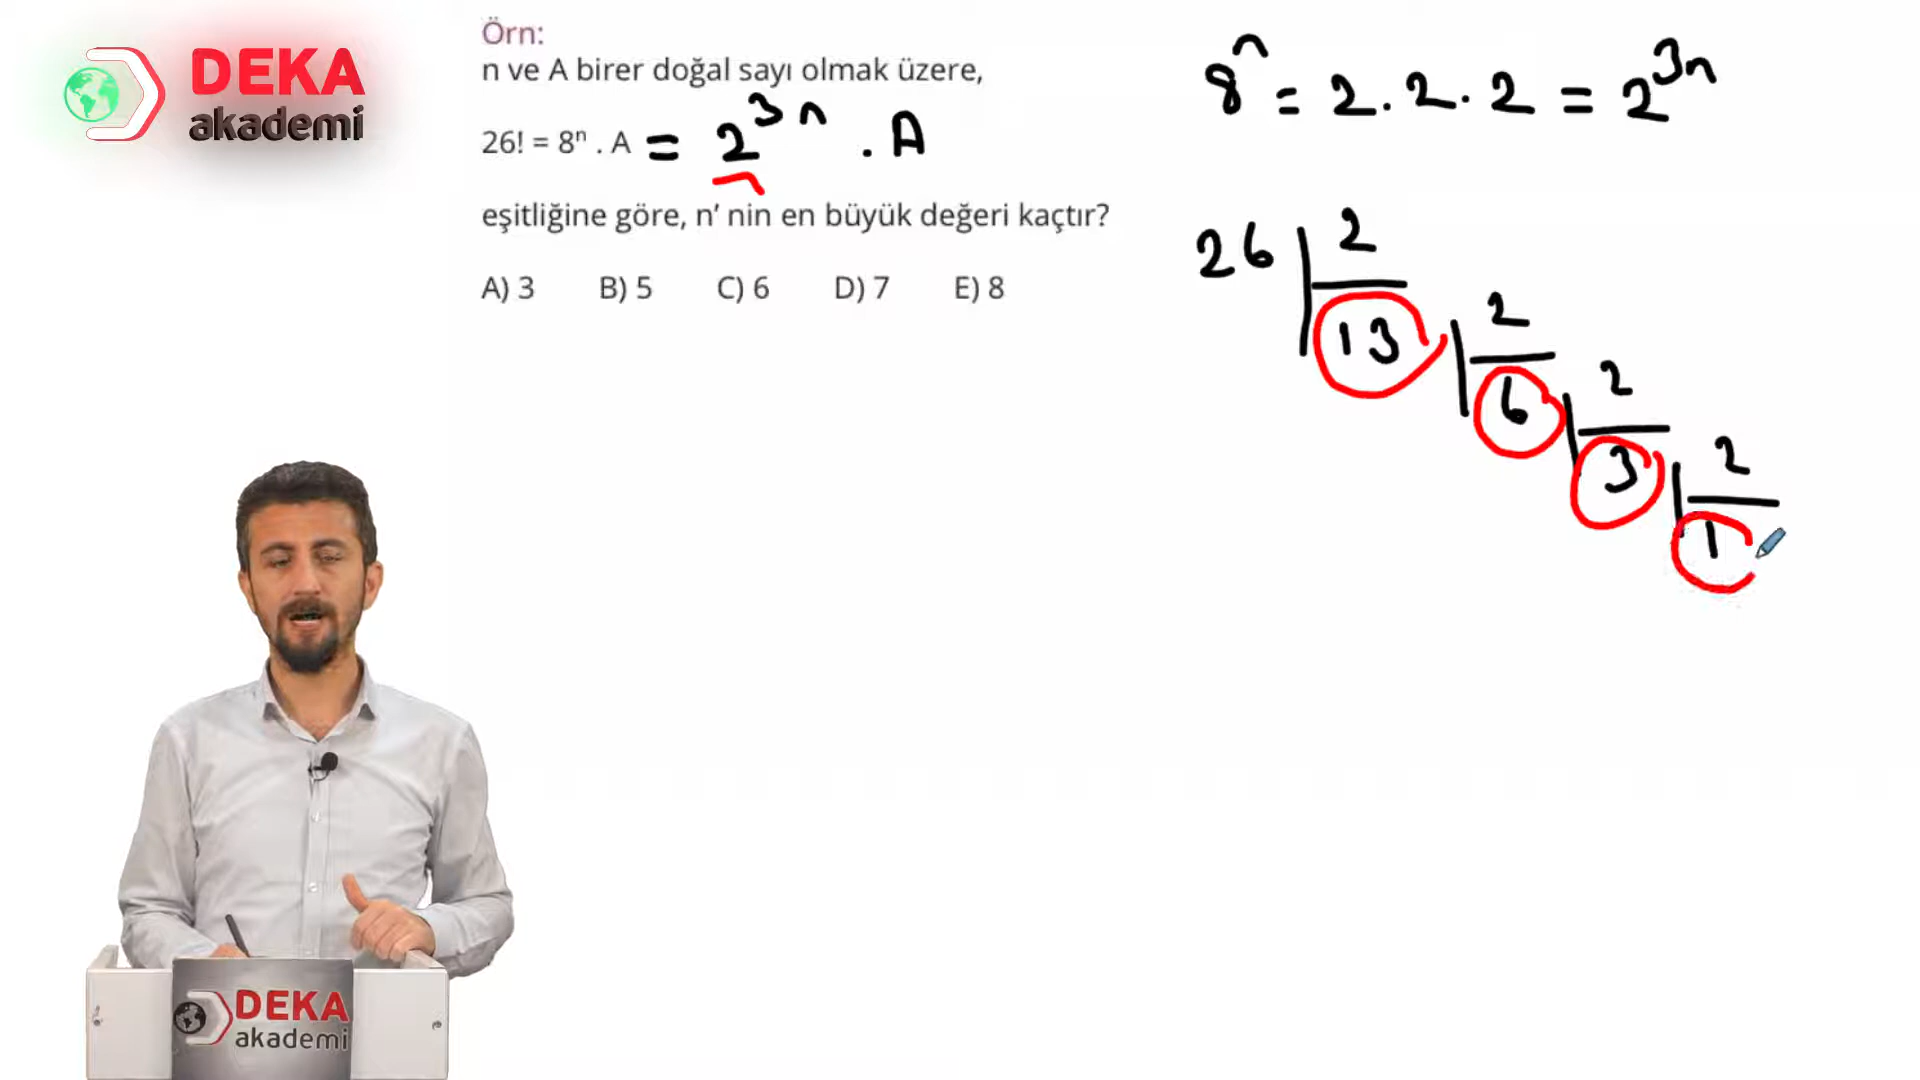 DEKA
akademi
Örn:
n ve A birer doğal sayı olmak üzere,
26! = 8ⁿ . A = 2³ⁿ . A
eşitliğine göre, n’ nin en büyük değeri kaçtır?
A) 3 B) 5 C) 6 D) 7 E) 8
8ⁿ = 2 . 2 . 2 = 2³ⁿ
26 2
13 2
6 2
3 2
1
DEKA
akademi